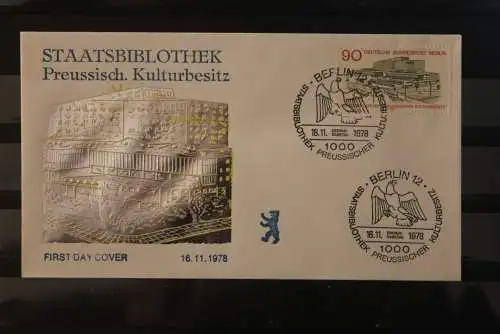 STAATSBIBLIOTHEK
Preussisch. Kulturbesitz
FIRST DAY COVER
16.11.1978
90 DEUTSCHE BUNDESPOST BERLIN
BERLIN 12
STAATSBIBLIOTHEK PREUSSISCHER KULTURBESITZ
16.11. 1978
1000
BERLIN 12
STAATSBIBLIOTHEK PREUSSISCHER KULTURBESITZ
16.11. 1978
1000